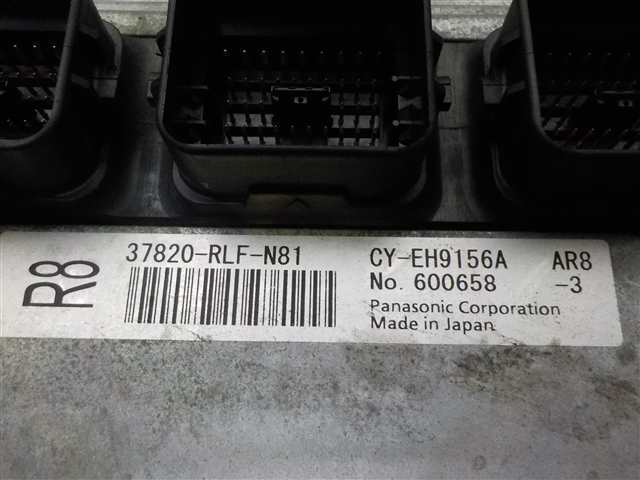 R8
37820-RLF-N81
CY-EH9156A AR8
No. 600658 -3
Panasonic Corporation
Made in Japan